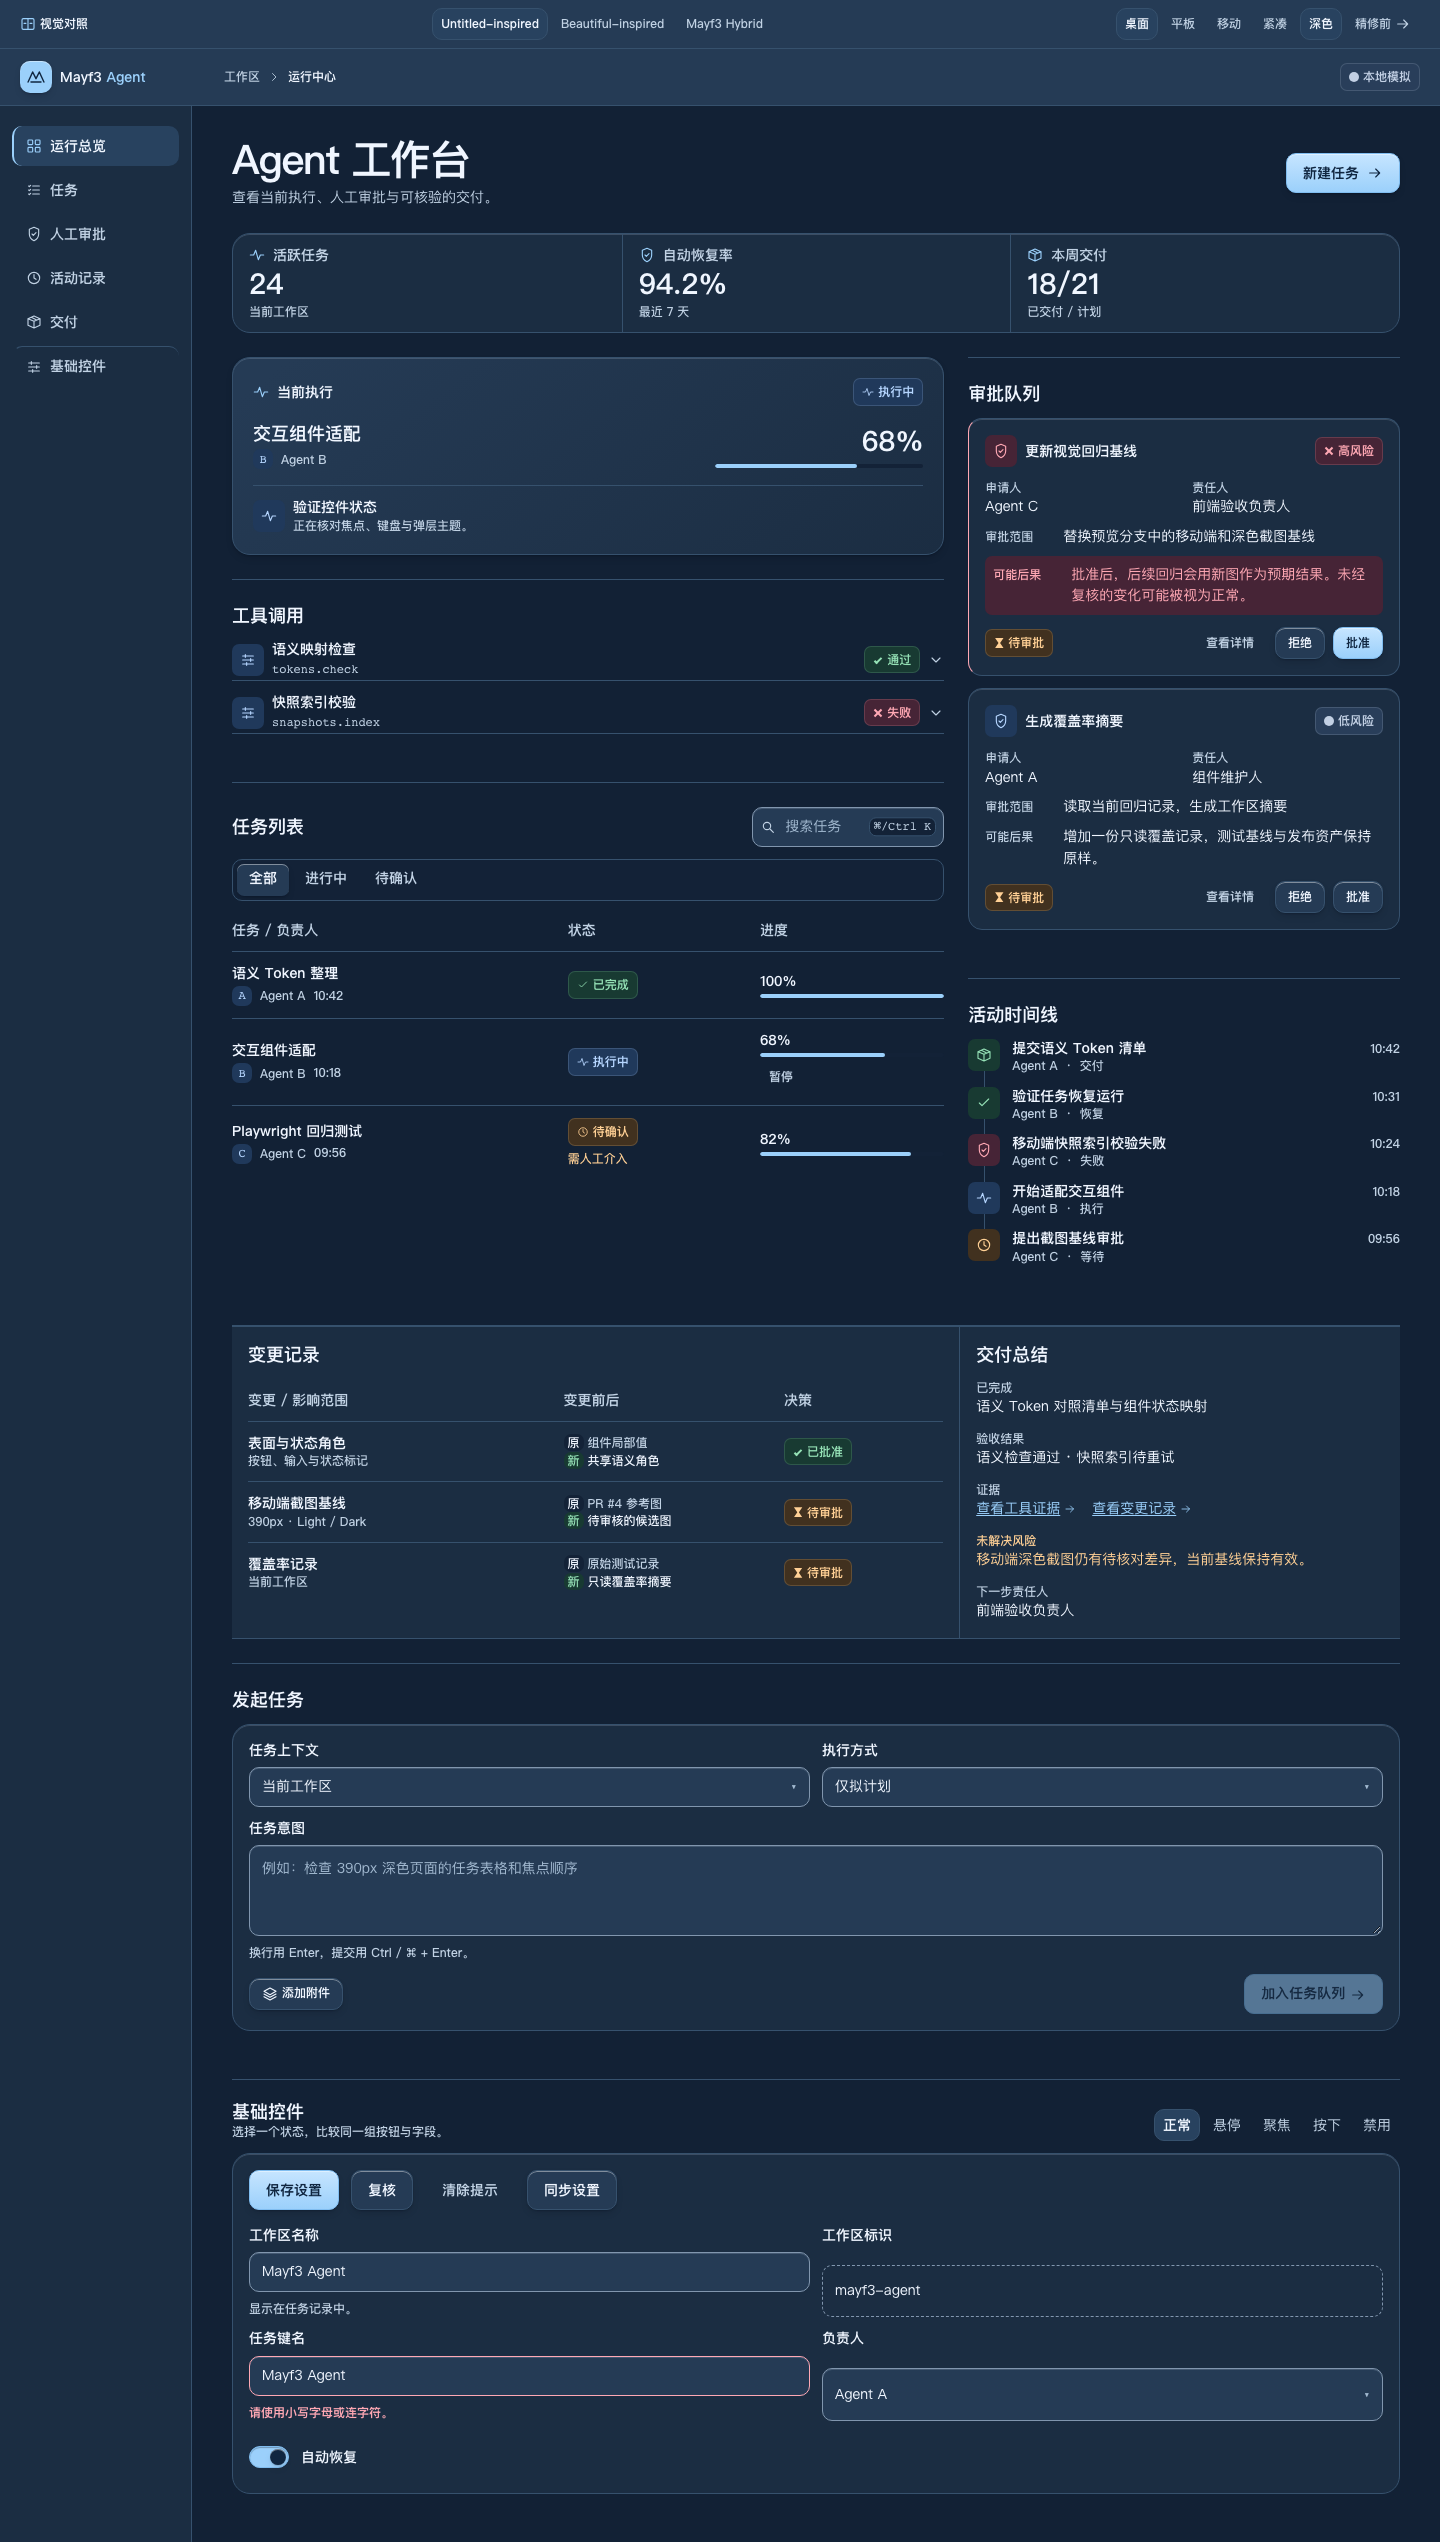 视觉对照
Untitled-inspired
Beautiful-inspired
Mayf3 Hybrid
桌面
平板
移动
紧凑
深色
精修前 →
Mayf3 Agent
工作区 > 运行中心
本地模拟
运行总览
任务
人工审批
活动记录
交付
基础控件
Agent 工作台
查看当前执行、人工审批与可核验的交付。
新建任务 →
活跃任务
24
当前工作区
自动恢复率
94.2%
最近 7 天
本周交付
18/21
已交付 / 计划
当前执行
执行中
交互组件适配
B Agent B
68%
验证控件状态
正在核对焦点、键盘与弹层主题。
工具调用
语义映射检查
tokens.check
通过
快照索引校验
snapshots.index
失败
任务列表
搜索任务
⌘/Ctrl K
全部
进行中
待确认
任务 / 负责人
状态
进度
语义 Token 整理
A Agent A 10:42
已完成
100%
交互组件适配
B Agent B 10:18
执行中
68%
暂停
Playwright 回归测试
C Agent C 09:56
待确认
需人工介入
82%
审批队列
更新视觉回归基线
高风险
申请人
Agent C
责任人
前端验收负责人
审批范围
替换预览分支中的移动端和深色截图基线
可能后果
批准后，后续回归会用新图作为预期结果。未经
复核的变化可能被视为正常。
待审批
查看详情
拒绝
批准
生成覆盖率摘要
低风险
申请人
Agent A
责任人
组件维护人
审批范围
读取当前回归记录，生成工作区摘要
可能后果
增加一份只读覆盖记录，测试基线与发布资产保持
原样。
待审批
查看详情
拒绝
批准
活动时间线
提交语义 Token 清单
10:42
Agent A · 交付
验证任务恢复运行
10:31
Agent B · 恢复
移动端快照索引校验失败
10:24
Agent C · 失败
开始适配交互组件
10:18
Agent B · 执行
提出截图基线审批
09:56
Agent C · 等待
变更记录
变更 / 影响范围
变更前后
决策
表面与状态角色
按钮、输入与状态标记
原 组件局部值
新 共享语义角色
已批准
移动端截图基线
390px · Light / Dark
原 PR #4 参考图
新 待审核的候选图
待审批
覆盖率记录
当前工作区
原 原始测试记录
新 只读覆盖率摘要
待审批
交付总结
已完成
语义 Token 对照清单与组件状态映射
验收结果
语义检查通过 · 快照索引待重试
证据
查看工具证据 → 查看变更记录 →
未解决风险
移动端深色截图仍有待核对差异，当前基线保持有效。
下一步责任人
前端验收负责人
发起任务
任务上下文
当前工作区
执行方式
仅拟计划
任务意图
例如：检查 390px 深色页面的任务表格和焦点顺序
换行用 Enter，提交用 Ctrl / ⌘ + Enter。
添加附件
加入任务队列 →
基础控件
选择一个状态，比较同一组按钮与字段。
正常
悬停
聚焦
按下
禁用
保存设置
复核
清除提示
同步设置
工作区名称
Mayf3 Agent
显示在任务记录中。
工作区标识
mayf3-agent
任务键名
Mayf3 Agent
请使用小写字母或连字符。
负责人
Agent A
自动恢复